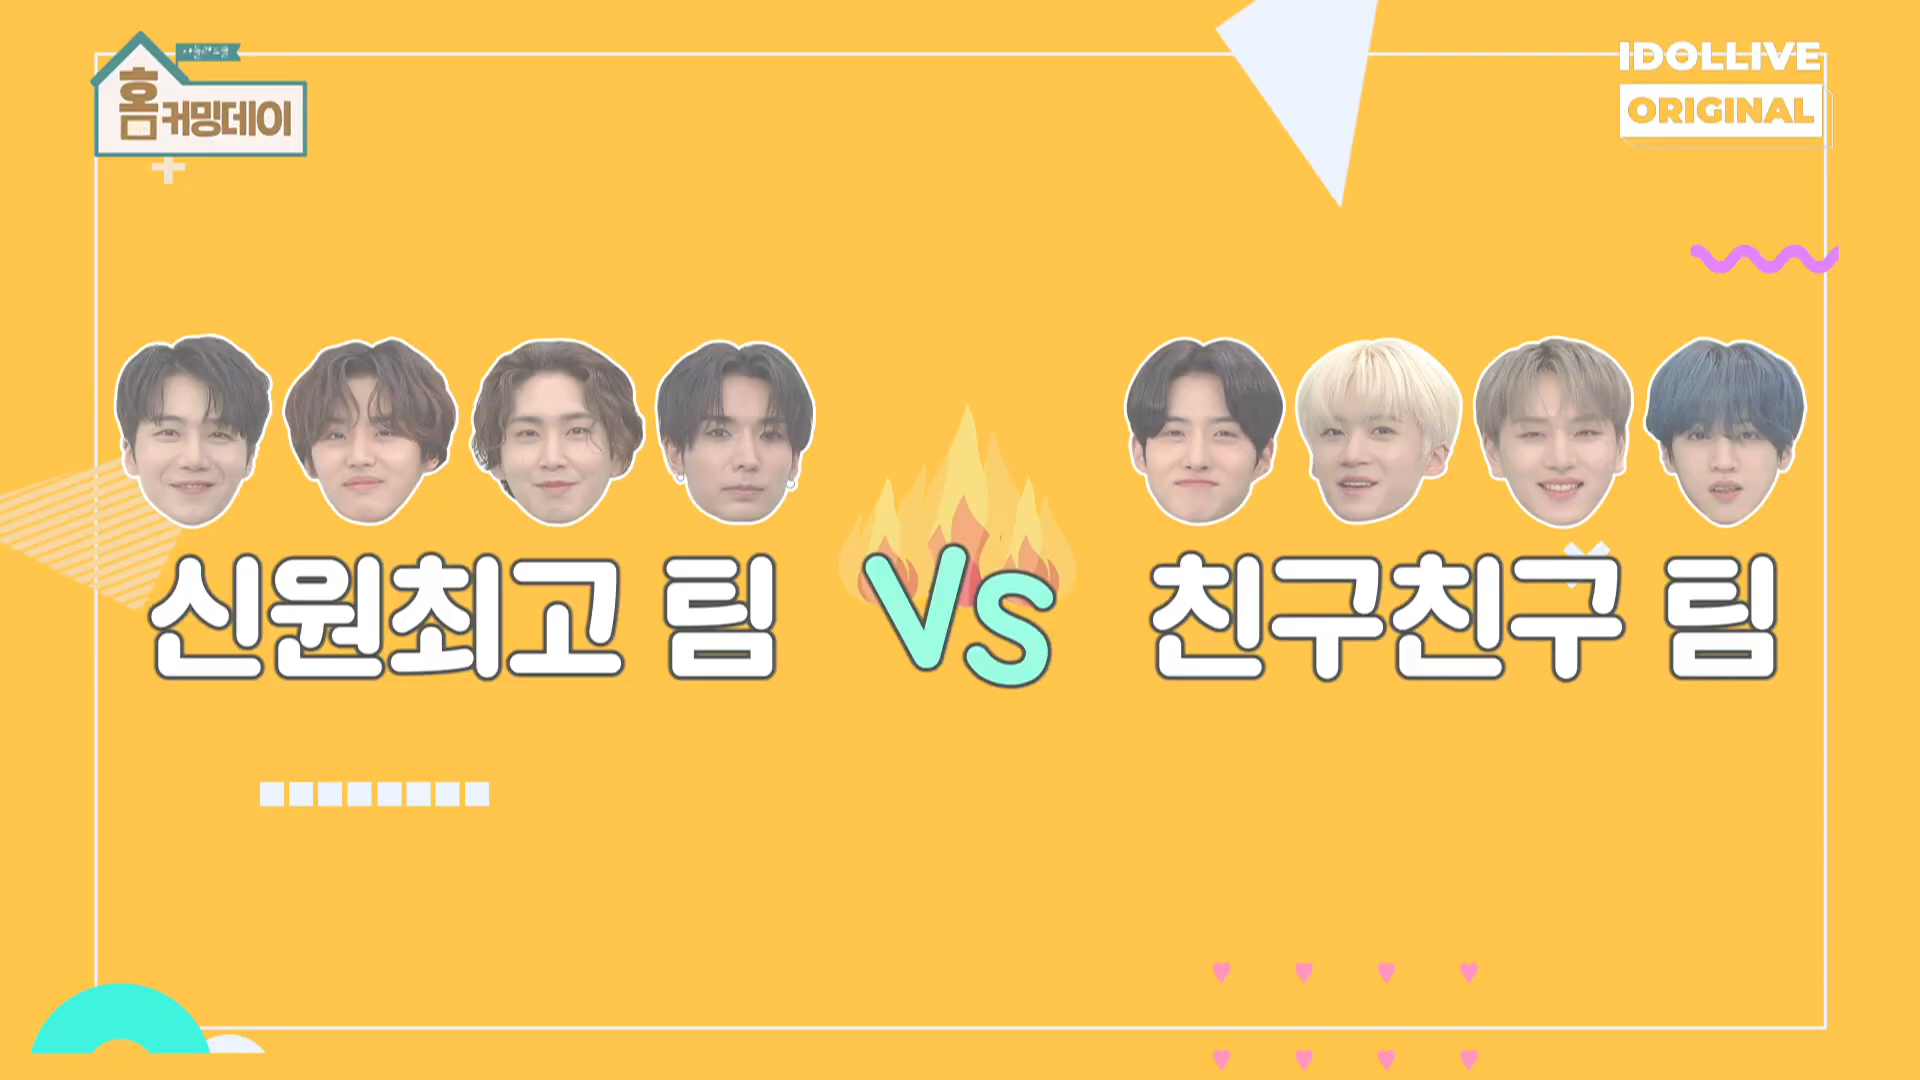 홈커밍데이
IDOLLIVE
ORIGINAL
신원최고 팀
VS
친구친구 팀